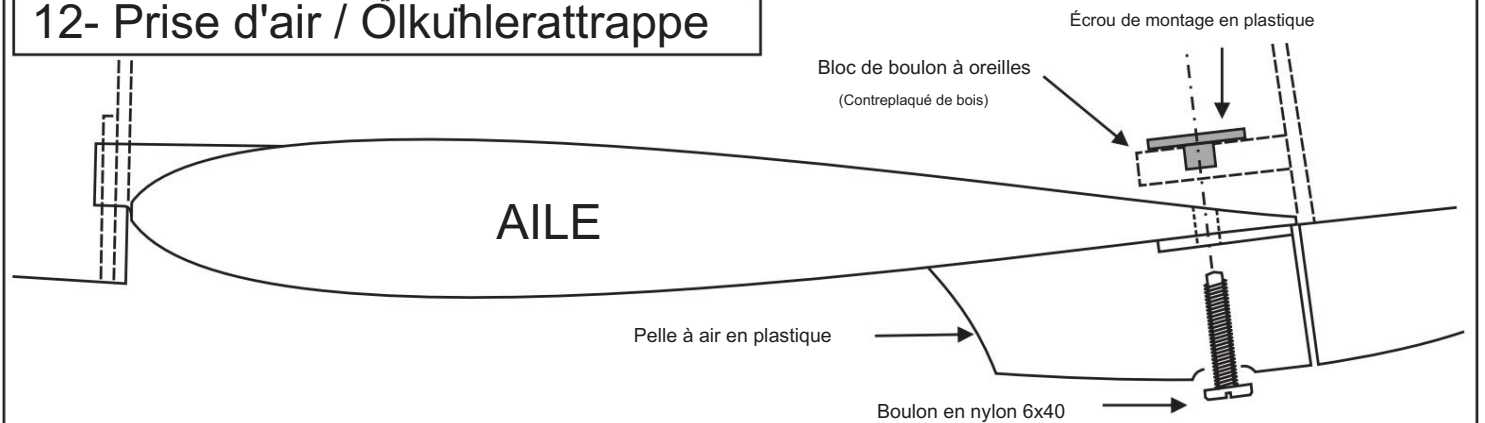 12- Prise d'air / Ölkühlerattrappe
Écrou de montage en plastique
Bloc de boulon à oreilles
(Contreplaqué de bois)
AILE
Pelle à air en plastique
Boulon en nylon 6x40